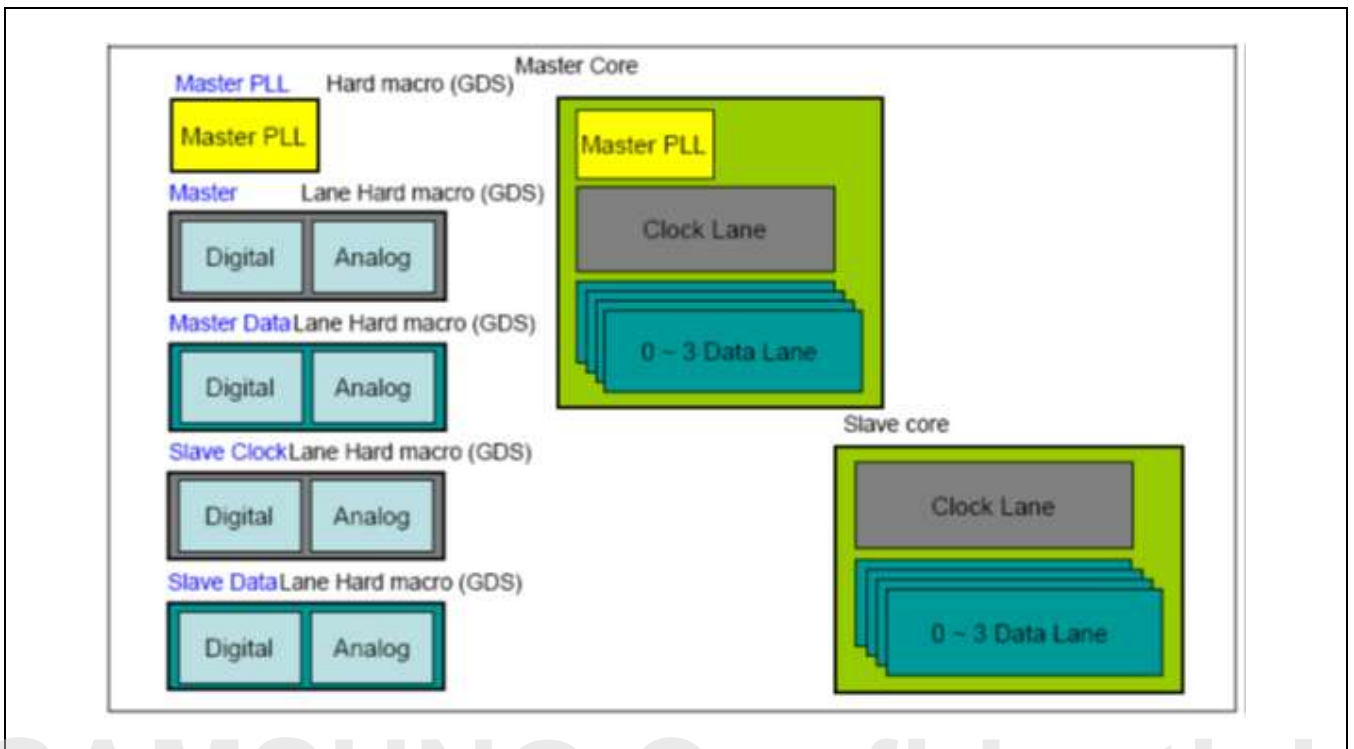 Master Core
Master PLL Hard macro (GDS)
Master PLL
Master Lane Hard macro (GDS)
Digital Analog
Master Data Lane Hard macro (GDS)
Digital Analog
Slave Clock Lane Hard macro (GDS)
Digital Analog
Slave Data Lane Hard macro (GDS)
Digital Analog
Master PLL
Clock Lane
0 ~ 3 Data Lane
Slave core
Clock Lane
0 ~ 3 Data Lane